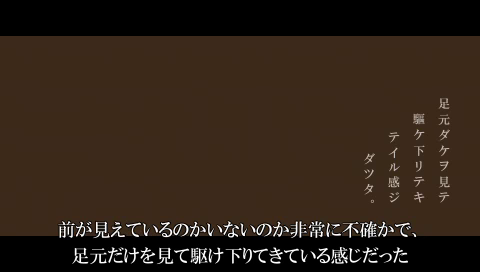 足元ダケヲ見テ
驅ケ下リテキ
テイル感ジ
ダツタ。
前が見えているのかいないのか非常に不確かで、
足元だけを見て駆け下りてきている感じだった